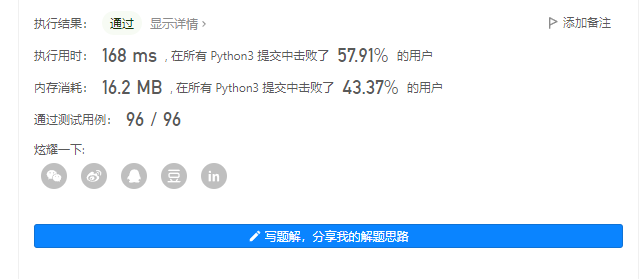 执行结果： 通过 显示详情 › 添加备注
执行用时： 168 ms ，在所有 Python3 提交中击败了 57.91% 的用户
内存消耗： 16.2 MB ，在所有 Python3 提交中击败了 43.37% 的用户
通过测试用例： 96 / 96
炫耀一下:
豆 in
写题解，分享我的解题思路